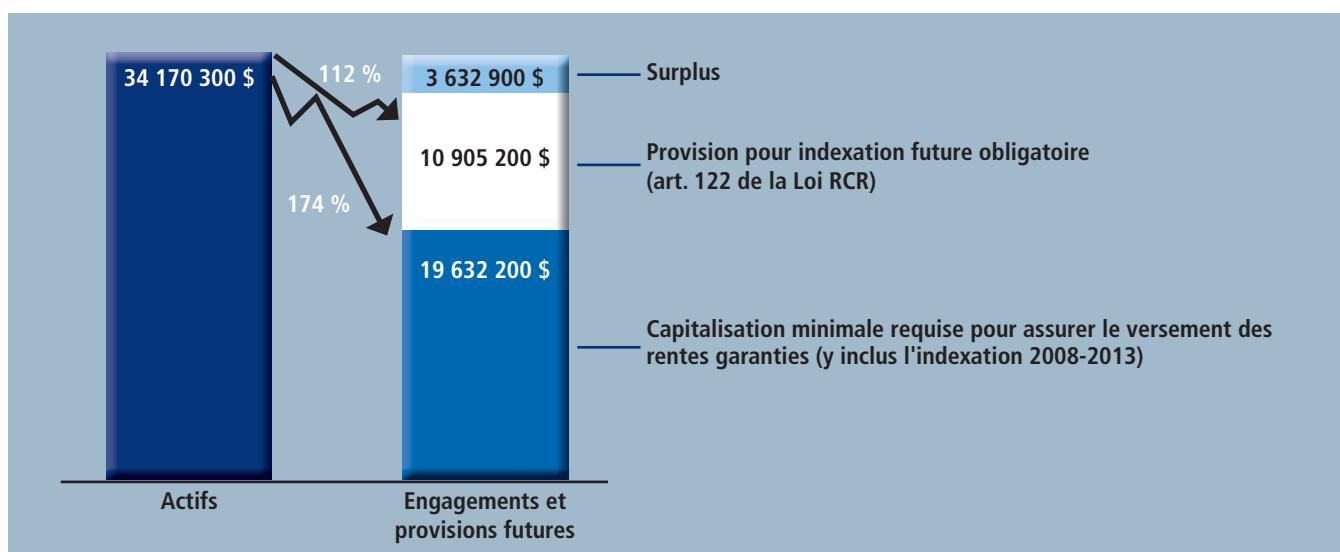 34 170 300 $
112 %
3 632 900 $
Surplus
10 905 200 $
Provision pour indexation future obligatoire
(art. 122 de la Loi RCR)
174 %
19 632 200 $
Capitalisation minimale requise pour assurer le versement des
rentes garanties (y inclus l'indexation 2008-2013)
Actifs
Engagements et
provisions futures